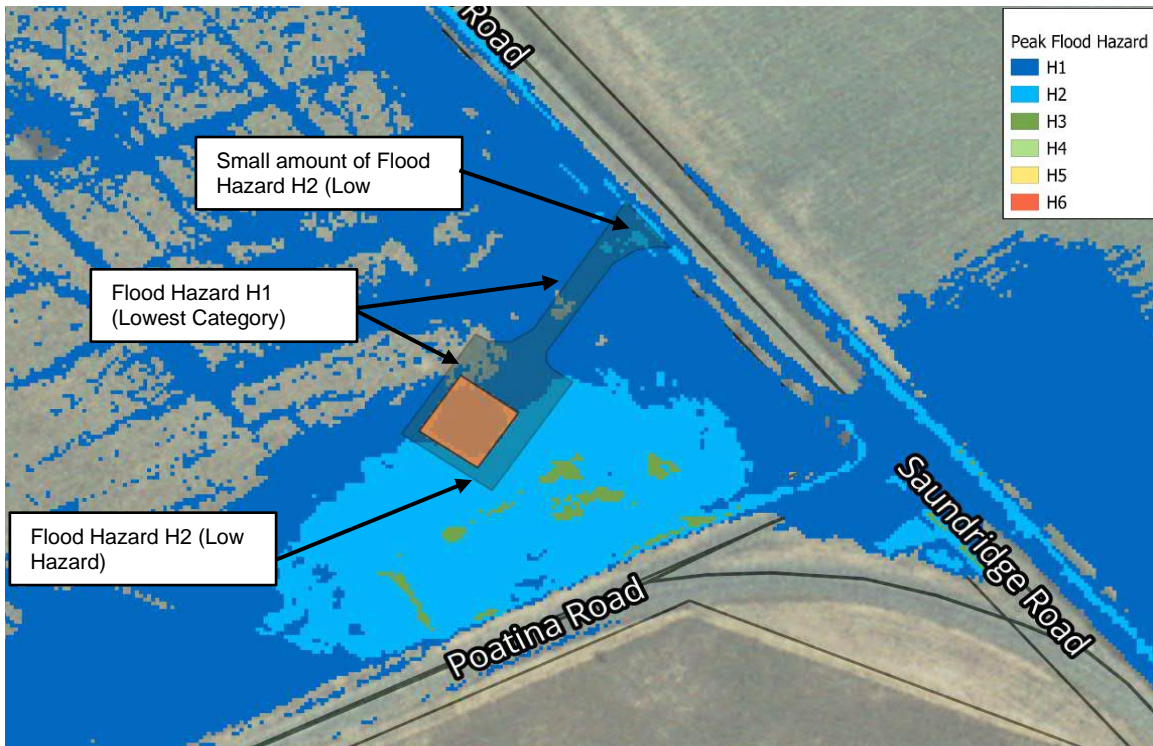 Road
Peak Flood Hazard
H1
H2
H3
H4
H5
H6
Small amount of Flood
Hazard H2 (Low
Flood Hazard H1
(Lowest Category)
Flood Hazard H2 (Low
Hazard)
Saundridge Road
Poatina Road